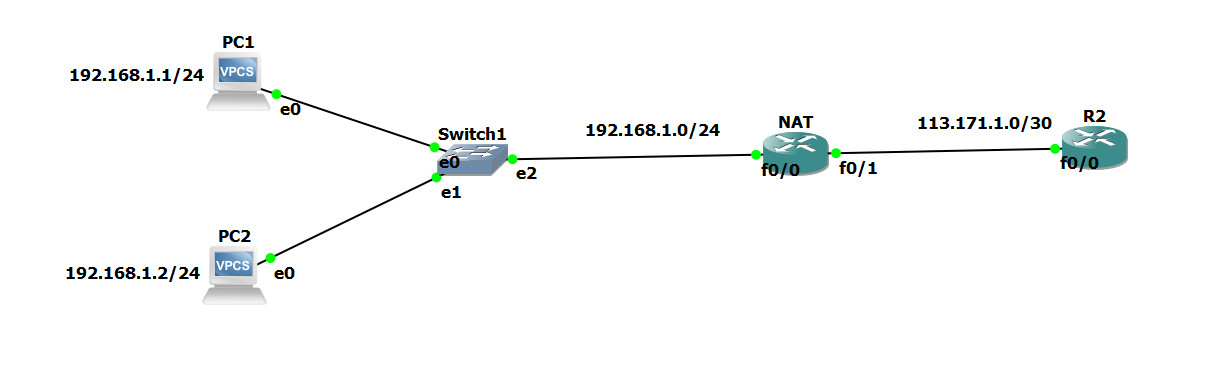 PC1
192.168.1.1/24
VPCS
e0
Switch1
e0
e1
e2
192.168.1.0/24
NAT
f0/0
f0/1
113.171.1.0/30
R2
f0/0
PC2
192.168.1.2/24
VPCS
e0